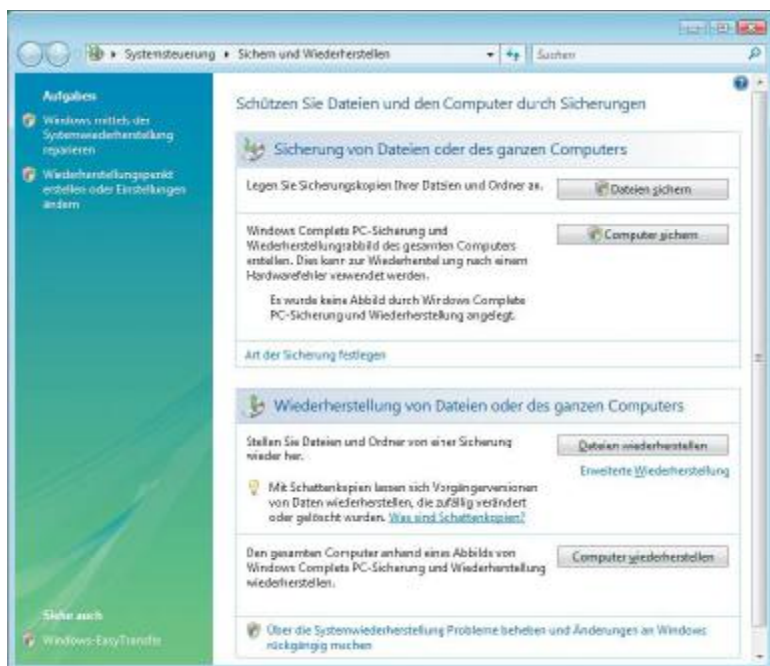 Systemsteuerung ▸ Sichern und Wiederherstellen
Suchen
Aufgaben
Windows mittels der
Systemwiederherstellung
reparieren
Wiederherstellungspunkt
erstellen oder Einstellungen
ändern
Schützen Sie Dateien und den Computer durch Sicherungen
Sicherung von Dateien oder des ganzen Computers
Legen Sie Sicherungskopien Ihrer Dateien und Ordner an.
Dateien sichern
Windows Complete PC-Sicherung und
Wiederherstellungrabbild des gesamten Computers
erstellen. Dies kann zur Wiederherstellung nach einem
Hardwarefehler verwendet werden.
Computer sichern
Es wurde keine Abbild durch Windows Complete
PC-Sicherung und Wiederherstellung angelegt.
Art der Sicherung festlegen
Wiederherstellung von Dateien oder des ganzen Computers
Stellen Sie Dateien und Ordner von einer Sicherung
wieder her.
Dateien wiederherstellen
Erweiterte Wiederherstellung
Mit Schattenkopien lassen sich Vorgängerversionen
von Daten wiederherstellen, die zufällig verändert
oder gelöscht wurden. Was sind Schattenkopien?
Den gesamten Computer anhand eines Abbilds von
Windows Complete PC-Sicherung und Wiederherstellung
wiederherstellen.
Computer wiederherstellen
Siehe auch
Windows-EasyTransfer
Über die Systemwiederherstellung Probleme beheben und Änderungen an Windows
rückgängig machen